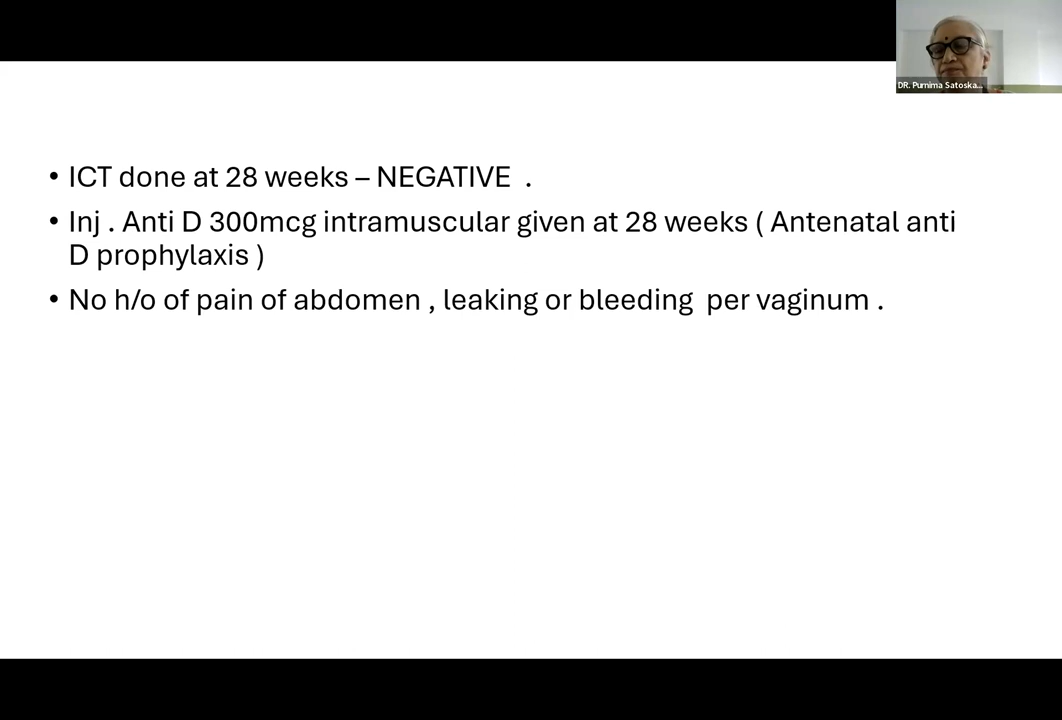 DR. Purnima Satoska...
• ICT done at 28 weeks – NEGATIVE .
• Inj . Anti D 300mcg intramuscular given at 28 weeks ( Antenatal anti
D prophylaxis )
• No h/o of pain of abdomen , leaking or bleeding per vaginum .